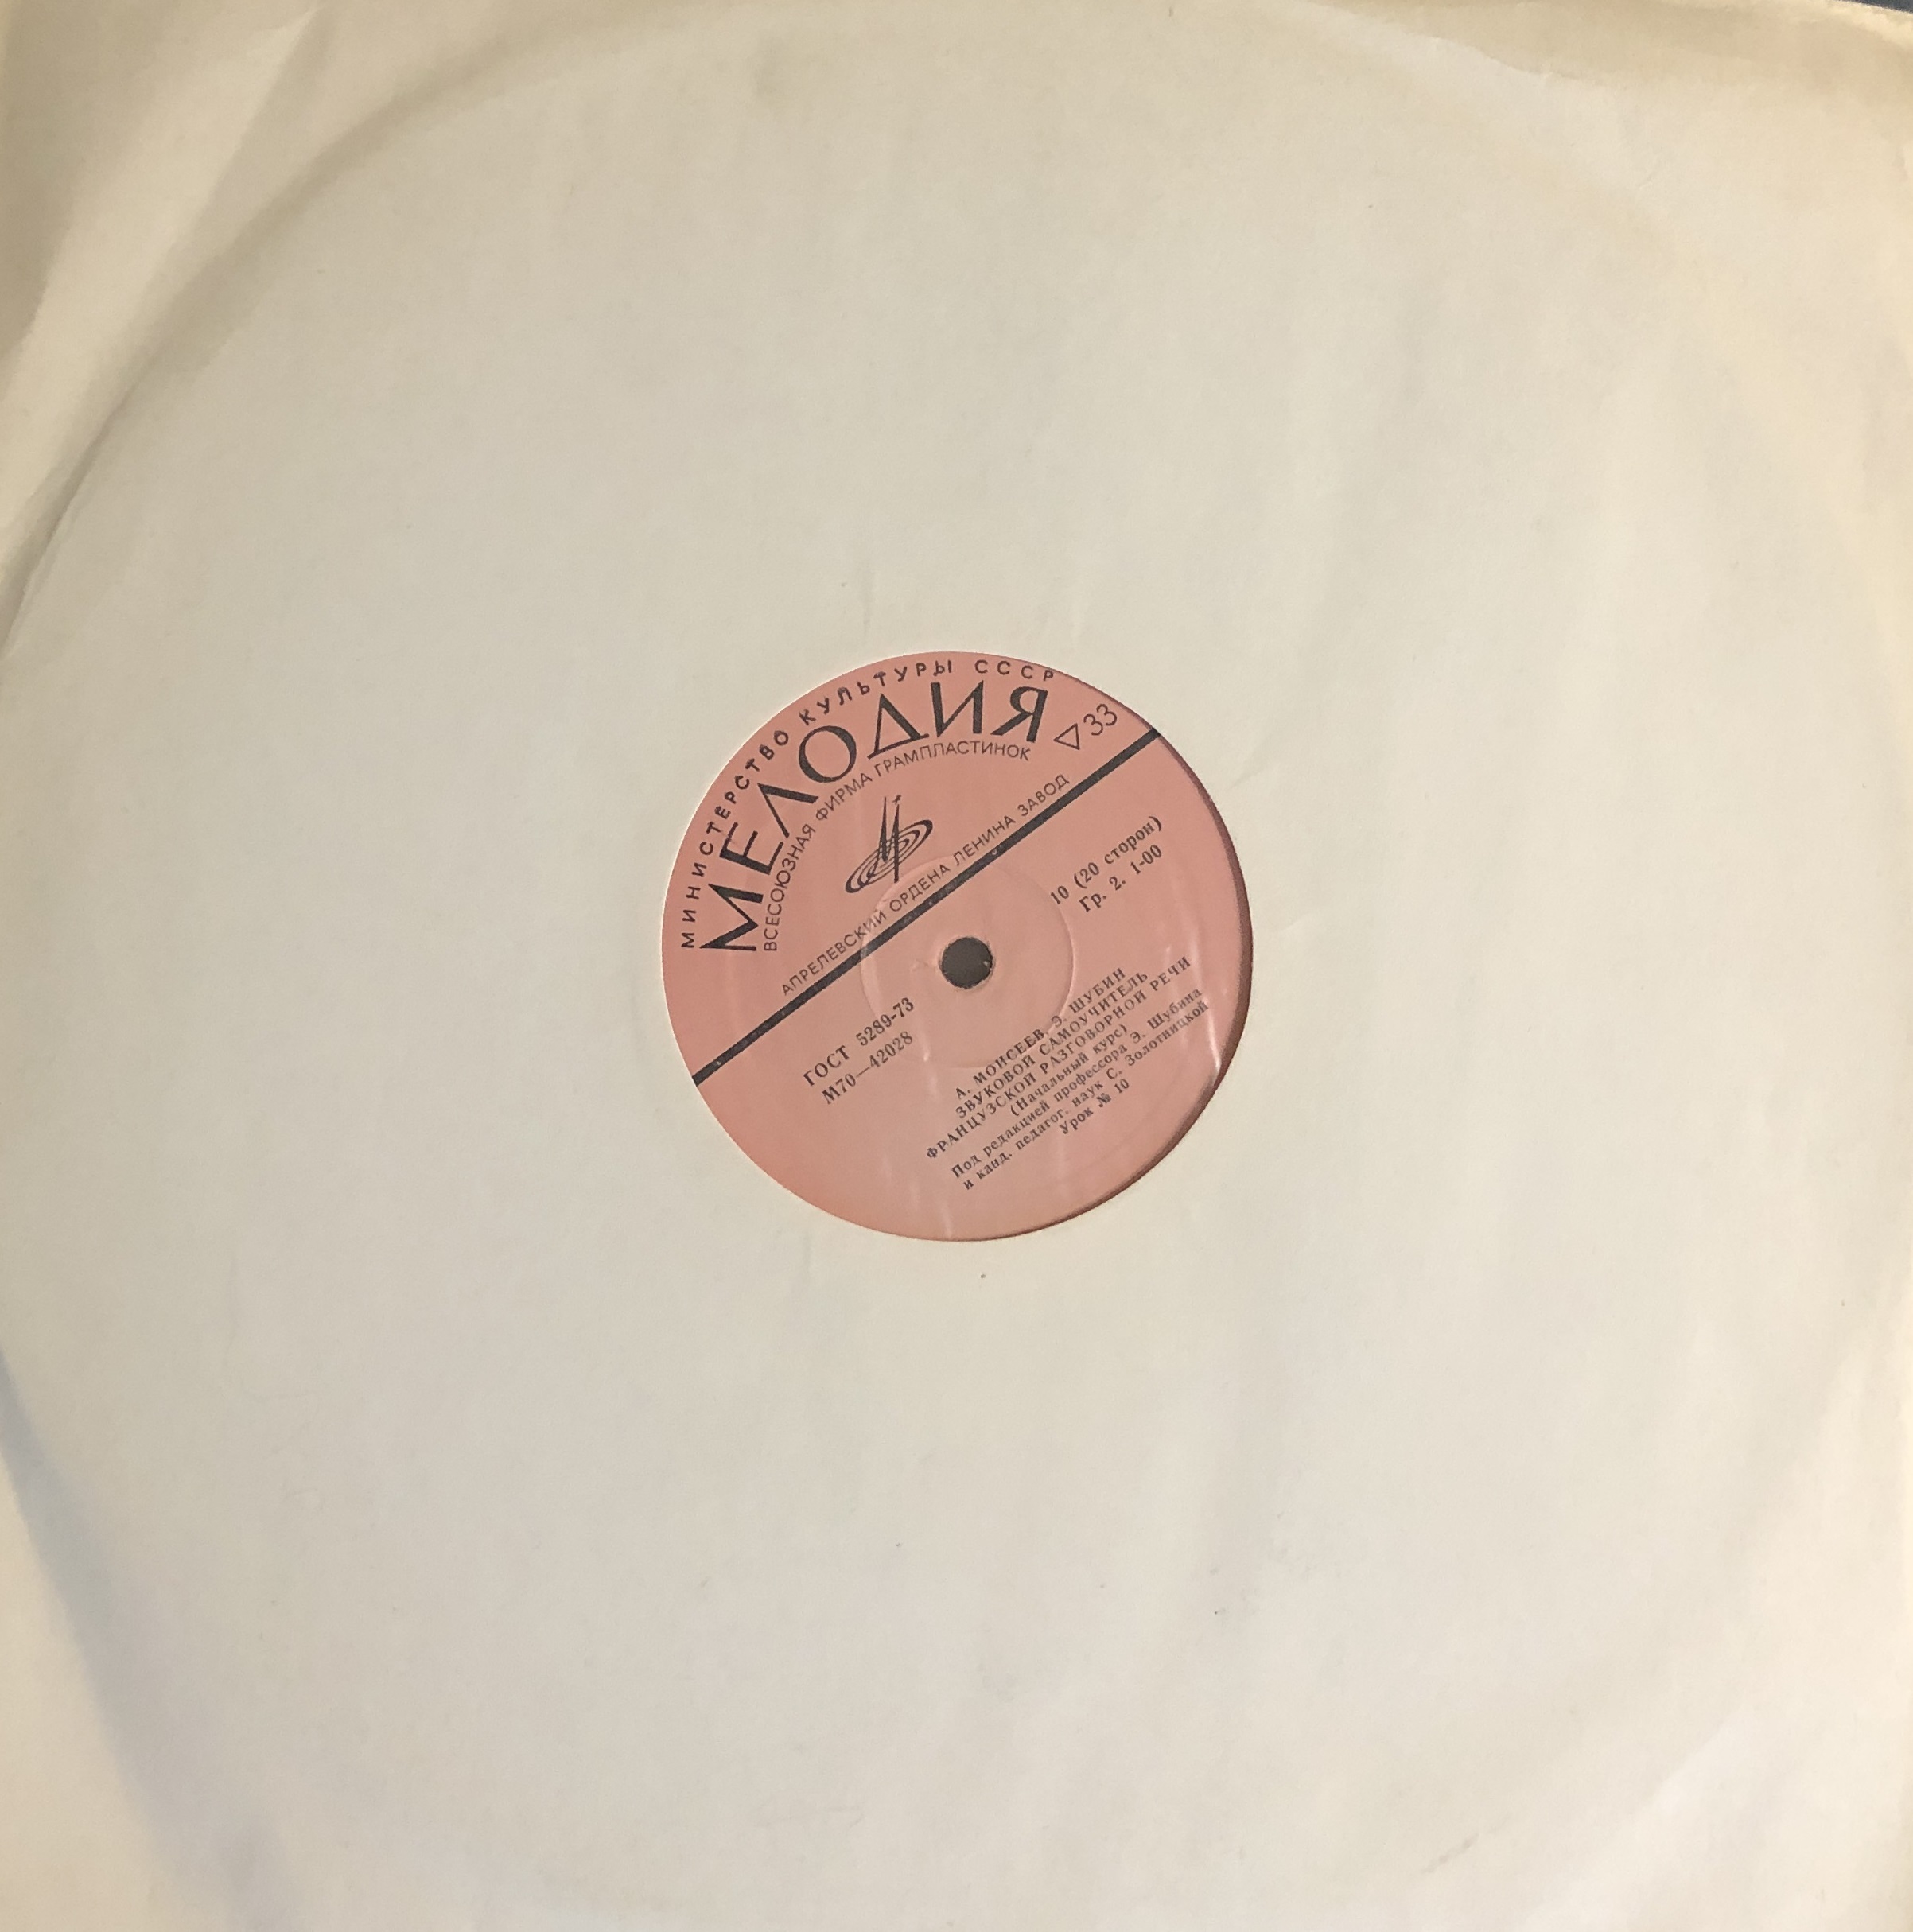 МИНИСТЕРСТВО КУЛЬТУРЫ СССР
МЕЛОДИЯ
ВСЕСОЮЗНАЯ ФИРМА ГРАМПЛАСТИНОК
33
АПРЕЛЕВСКИЙ ОРДЕНА ЛЕНИНА ЗАВОД
ГОСТ 5289-73
М70—42028
10 (20 сторон)
Гр. 2. 1-00
А. МОИСЕЕВ, Э. ШУБИН
ЗВУКОВОЙ САМОУЧИТЕЛЬ
ФРАНЦУЗСКОЙ РАЗГОВОРНОЙ РЕЧИ
(Начальный курс)
Под редакцией профессора Э. Шубина
и канд. педагог. наук С. Золотницкой
Урок № 10